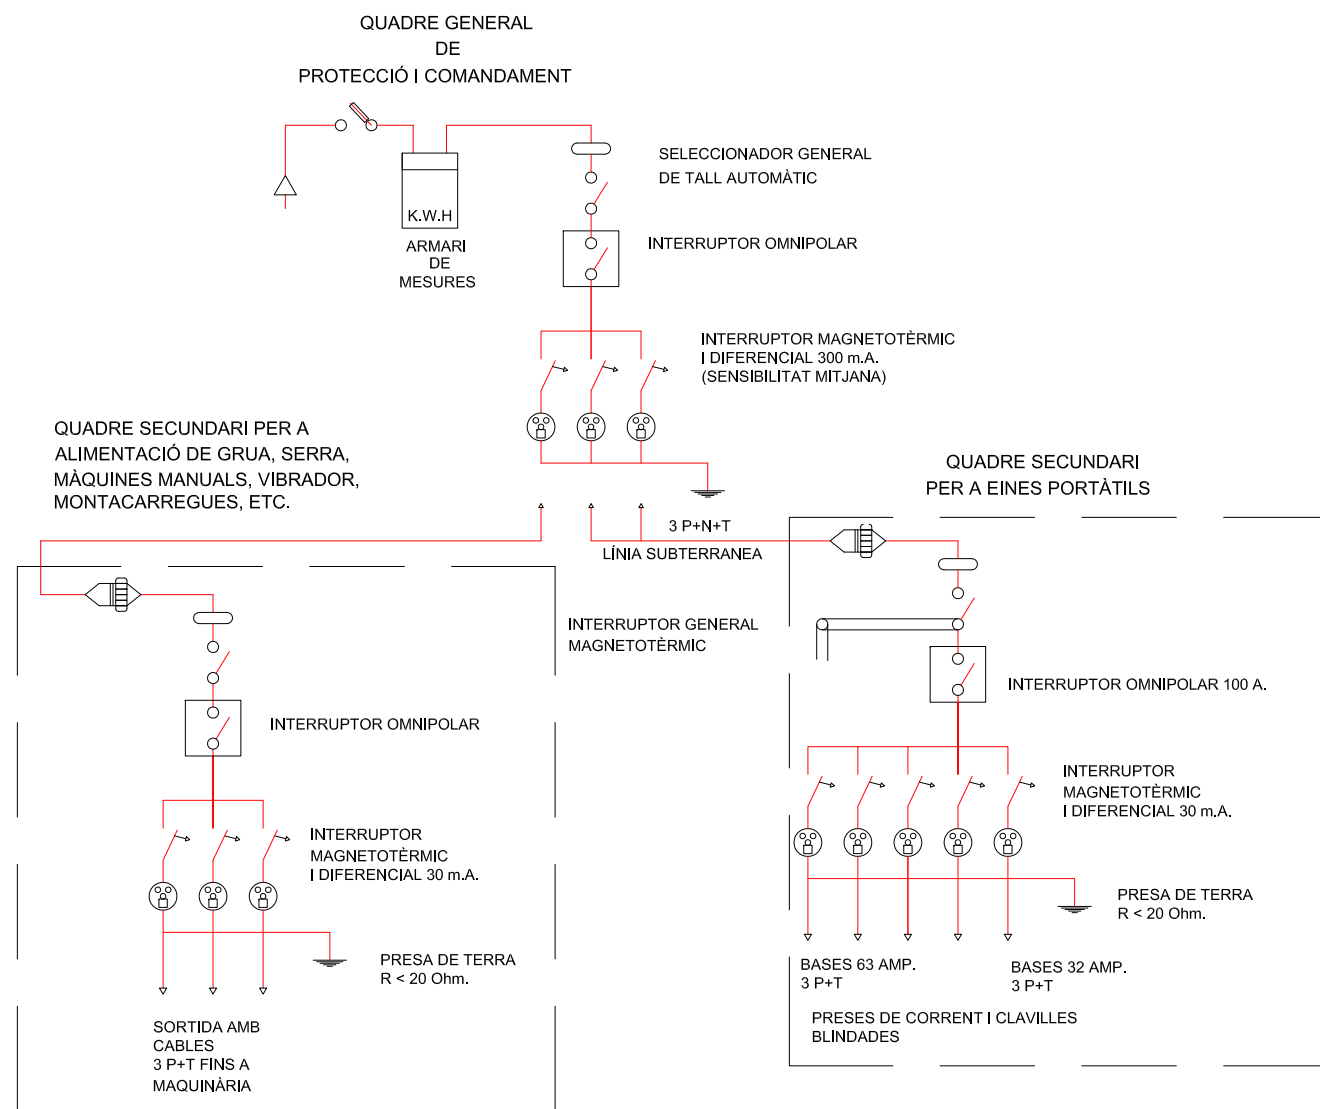 QUADRE GENERAL
DE
PROTECCIÓ I COMANDAMENT
SELECCIONADOR GENERAL
DE TALL AUTOMÀTIC
K.W.H
ARMARI
DE
MESURES
INTERRUPTOR OMNIPOLAR
INTERRUPTOR MAGNETOTÈRMIC
I DIFERENCIAL 300 m.A.
(SENSIBILITAT MITJANA)
QUADRE SECUNDARI PER A
ALIMENTACIÓ DE GRUA, SERRA,
MÀQUINES MANUALS, VIBRADOR,
MONTACARREGUES, ETC.
QUADRE SECUNDARI
PER A EINES PORTÀTILS
3 P+N+T
LÍNIA SUBTERRANEA
INTERRUPTOR GENERAL
MAGNETOTÈRMIC
INTERRUPTOR OMNIPOLAR 100 A.
INTERRUPTOR OMNIPOLAR
INTERRUPTOR
MAGNETOTÈRMIC
I DIFERENCIAL 30 m.A.
INTERRUPTOR
MAGNETOTÈRMIC
I DIFERENCIAL 30 m.A.
PRESA DE TERRA
R < 20 Ohm.
PRESA DE TERRA
R < 20 Ohm.
BASES 63 AMP.
3 P+T
BASES 32 AMP.
3 P+T
PRESES DE CORRENT I CLAVILLES
BLINDADES
SORTIDA AMB
CABLES
3 P+T FINS A
MAQUINÀRIA